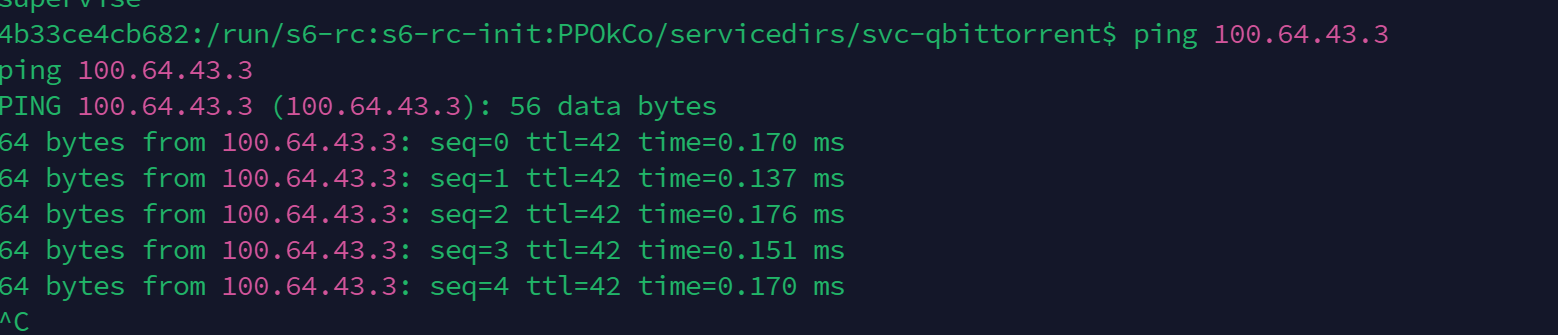 supervise
4b33ce4cb682:/run/s6-rc:s6-rc-init:PPOkCo/servicedirs/svc-qbittorrent$ ping 100.64.43.3
ping 100.64.43.3
PING 100.64.43.3 (100.64.43.3): 56 data bytes
64 bytes from 100.64.43.3: seq=0 ttl=42 time=0.170 ms
64 bytes from 100.64.43.3: seq=1 ttl=42 time=0.137 ms
64 bytes from 100.64.43.3: seq=2 ttl=42 time=0.176 ms
64 bytes from 100.64.43.3: seq=3 ttl=42 time=0.151 ms
64 bytes from 100.64.43.3: seq=4 ttl=42 time=0.170 ms
^C